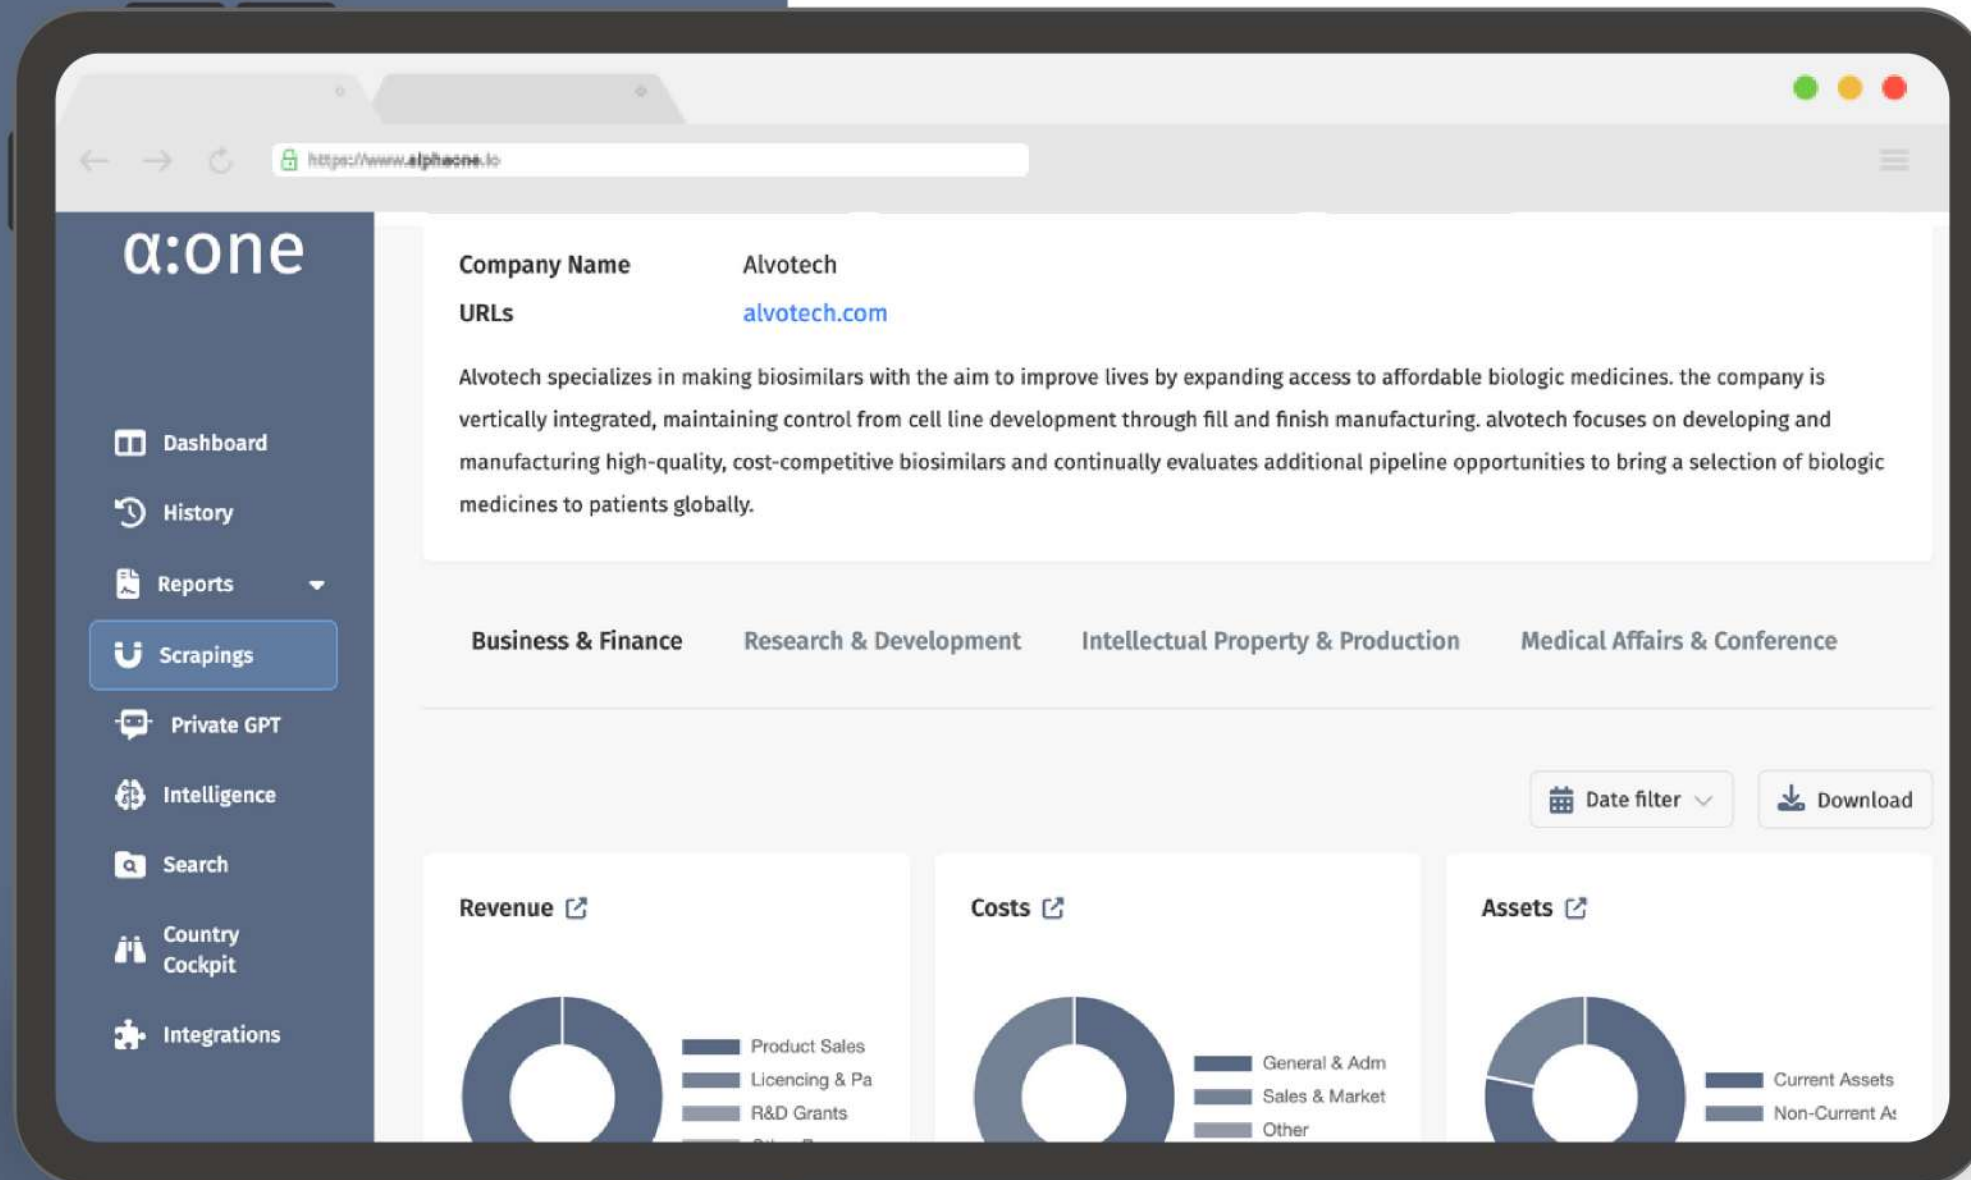 https://www.alphaone.io
α:one
Dashboard
History
Reports
Scrapings
Private GPT
Intelligence
Search
Country
Cockpit
Integrations
Company Name Alvotech
URLs alvotech.com
Alvotech specializes in making biosimilars with the aim to improve lives by expanding access to affordable biologic medicines. the company is
vertically integrated, maintaining control from cell line development through fill and finish manufacturing. alvotech focuses on developing and
manufacturing high-quality, cost-competitive biosimilars and continually evaluates additional pipeline opportunities to bring a selection of biologic
medicines to patients globally.
Business & Finance Research & Development Intellectual Property & Production Medical Affairs & Conference
Date filter Download
Revenue
Product Sales
Licencing & Pa
R&D Grants
Costs
General & Adm
Sales & Market
Other
Assets
Current Assets
Non-Current As